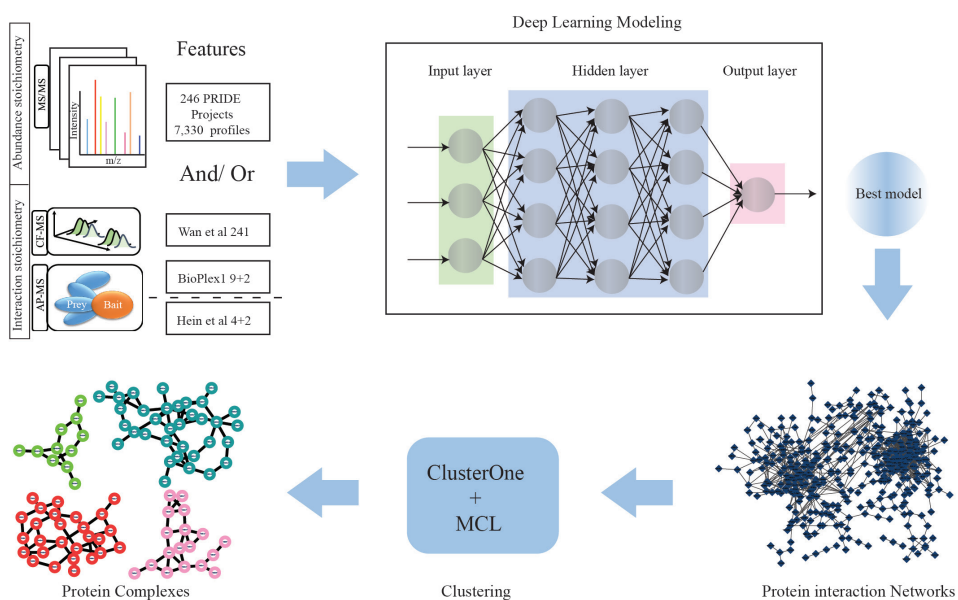 Deep Learning Modeling
Features
Abundance stoichiometry
MS/MS
Intensity
m/z
246 PRIDE
Projects
7,330 profiles
And/ Or
Interaction stoichiometry
CF-MS
Wan et al 241
AP-MS
Prey
Bait
BioPlex1 9+2
Hein et al 4+2
Input layer
Hidden layer
Output layer
Best model
ClusterOne
+
MCL
Protein Complexes
Clustering
Protein interaction Networks